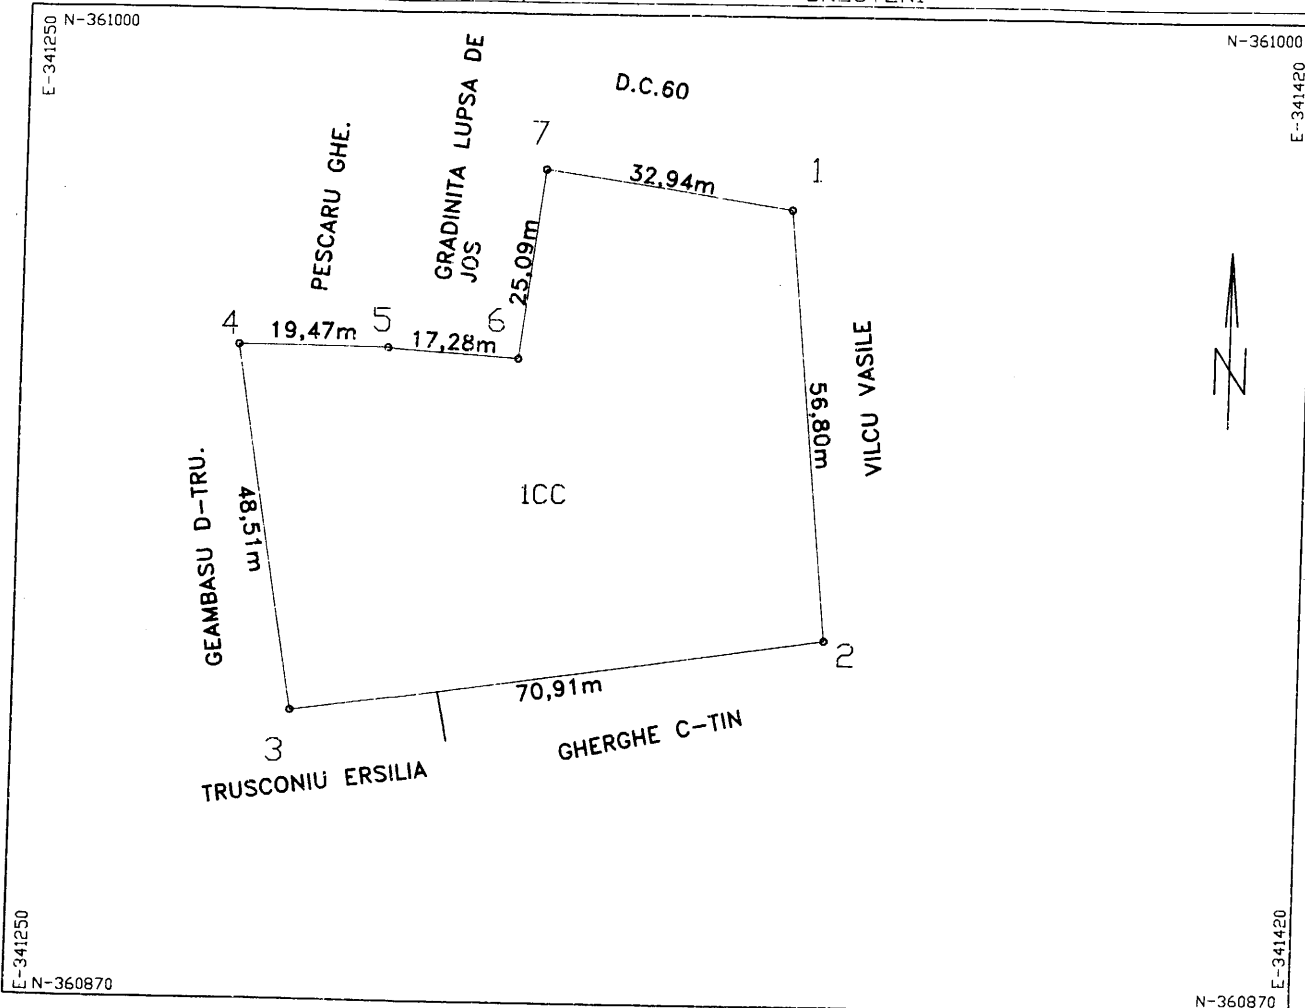 N-361000
E-341250
N-361000
E-341420
D.C.60
PESCARU GHE.
GRADINITA LUPSA DE
JOS
7
32,94m
1
25,09m
4
19,47m
5
17,28m
6
56,80m
VILCU VASILE
N
GEAMBASU D-TRU.
48,51m
1CC
2
70,91m
3
GHERGHE C-TIN
TRUSCONIU ERSILIA
E-341250
N-360870
E-341420
N-360870